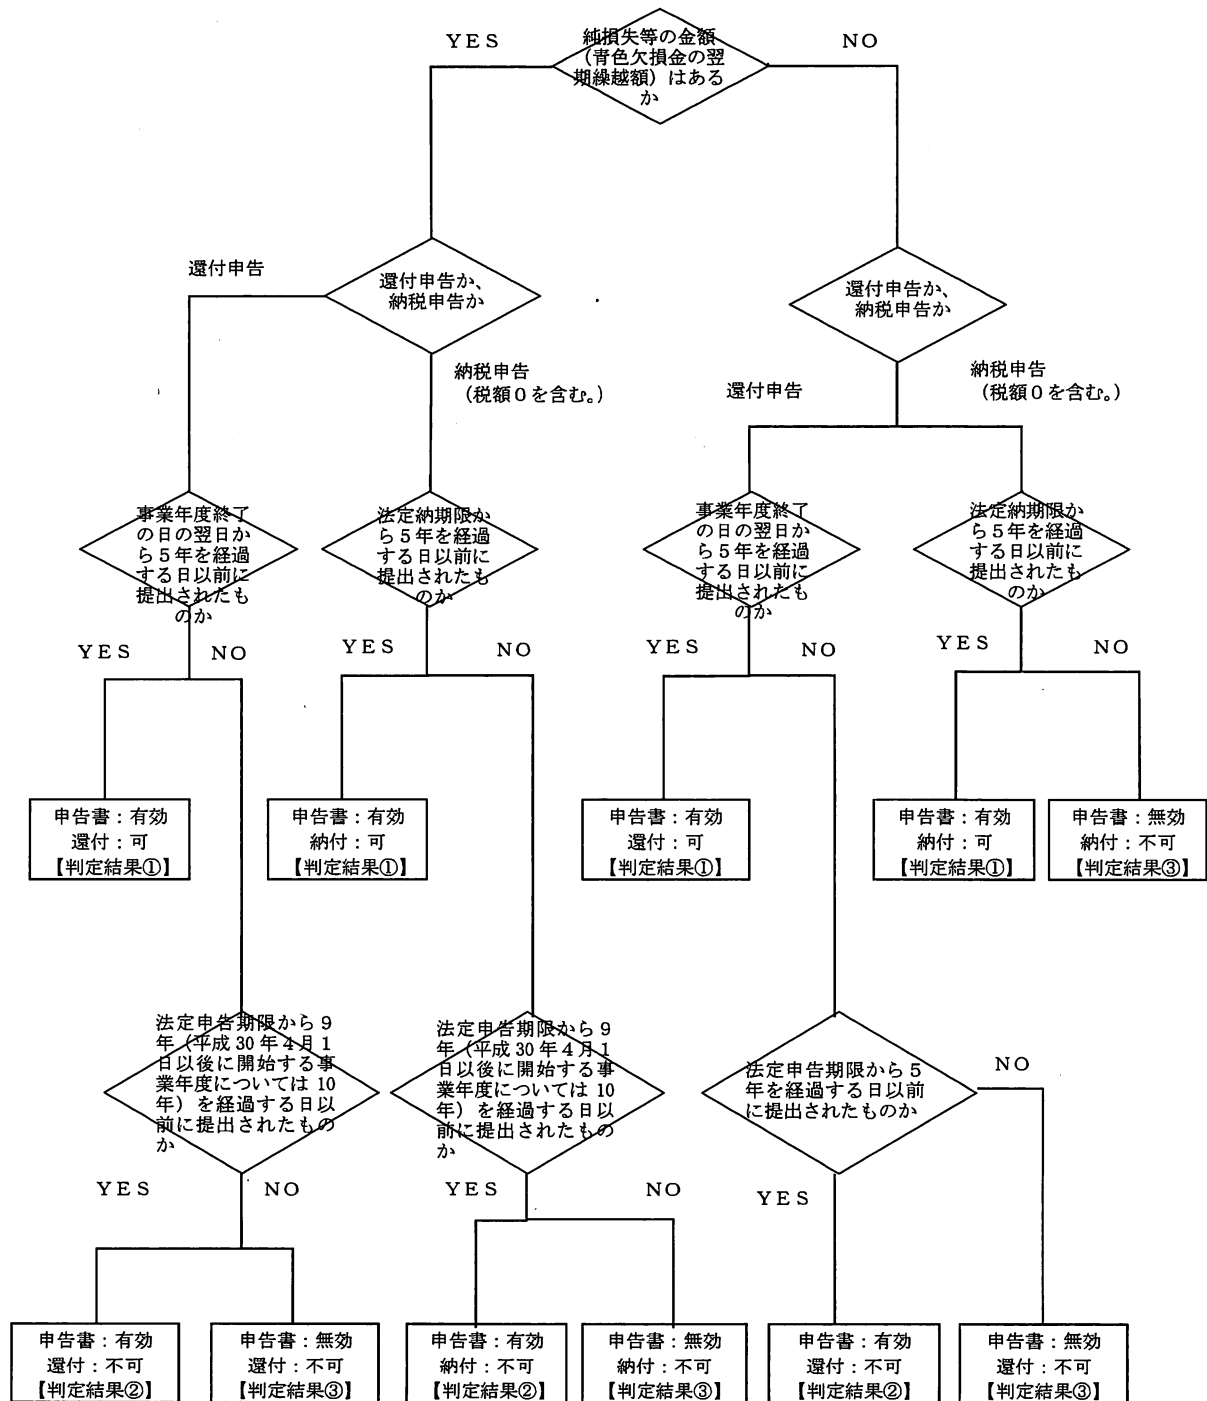 YES
純損失等の金額
(青色欠損金の翌
期繰越額)はある
か
NO
還付申告
還付申告か、
納税申告か
納税申告
(税額0を含む。)
還付申告か、
納税申告か
還付申告
納税申告
(税額0を含む。)
事業年度終了
の日の翌日か
ら5年を経過
する日以前に
提出されたも
のか
法定納期限か
ら5年を経過
する日以前に
提出されたも
のか
事業年度終了
の日の翌日か
ら5年を経過
する日以前に
提出されたも
のか
法定納期限か
ら5年を経過
する日以前に
提出されたも
のか
YES
NO
YES
NO
YES
NO
YES
NO
申告書:有効
還付:可
【判定結果①】
申告書:有効
納付:可
【判定結果①】
申告書:有効
還付:可
【判定結果①】
申告書:有効
納付:可
【判定結果①】
申告書:無効
納付:不可
【判定結果③】
法定申告期限から9
年(平成30年4月1
日以後に開始する事
業年度については10
年)を経過する日以
前に提出されたもの
か
法定申告期限から9
年(平成30年4月1
日以後に開始する事
業年度については10
年)を経過する日以
前に提出されたもの
か
法定申告期限から5
年を経過する日以前
に提出されたものか
NO
YES
NO
YES
NO
YES
申告書:有効
還付:不可
【判定結果②】
申告書:無効
還付:不可
【判定結果③】
申告書:有効
納付:不可
【判定結果②】
申告書:無効
納付:不可
【判定結果③】
申告書:有効
還付:不可
【判定結果②】
申告書:無効
還付:不可
【判定結果③】